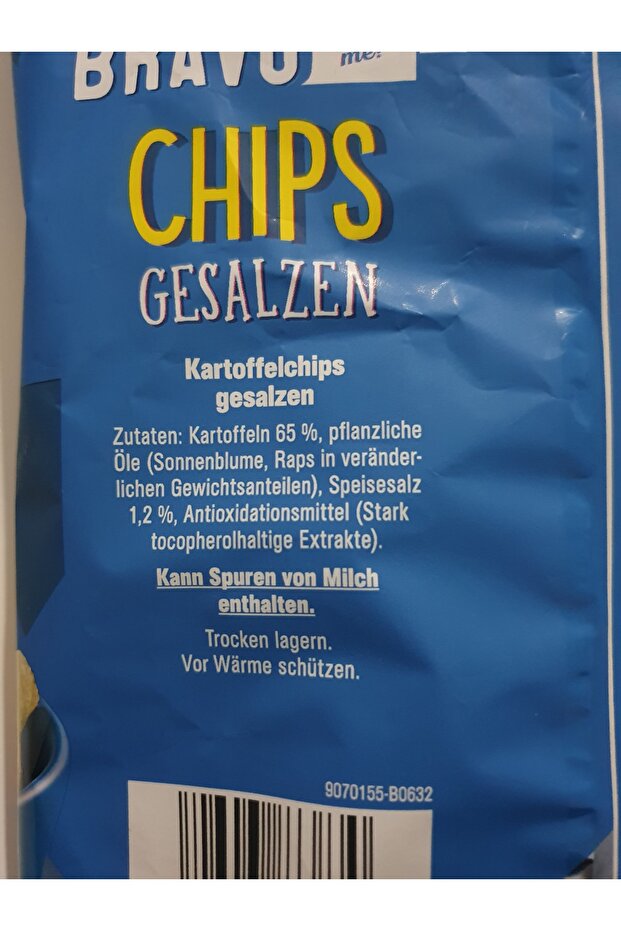 BRAVO
me!
CHIPS
GESALZEN
Kartoffelchips
gesalzen
Zutaten: Kartoffeln 65 %, pflanzliche
Öle (Sonnenblume, Raps in veränder-
lichen Gewichtsanteilen), Speisesalz
1,2 %, Antioxidationsmittel (Stark
tocopherolhaltige Extrakte).
Kann Spuren von Milch
enthalten.
Trocken lagern.
Vor Wärme schützen.
9070155-B0632